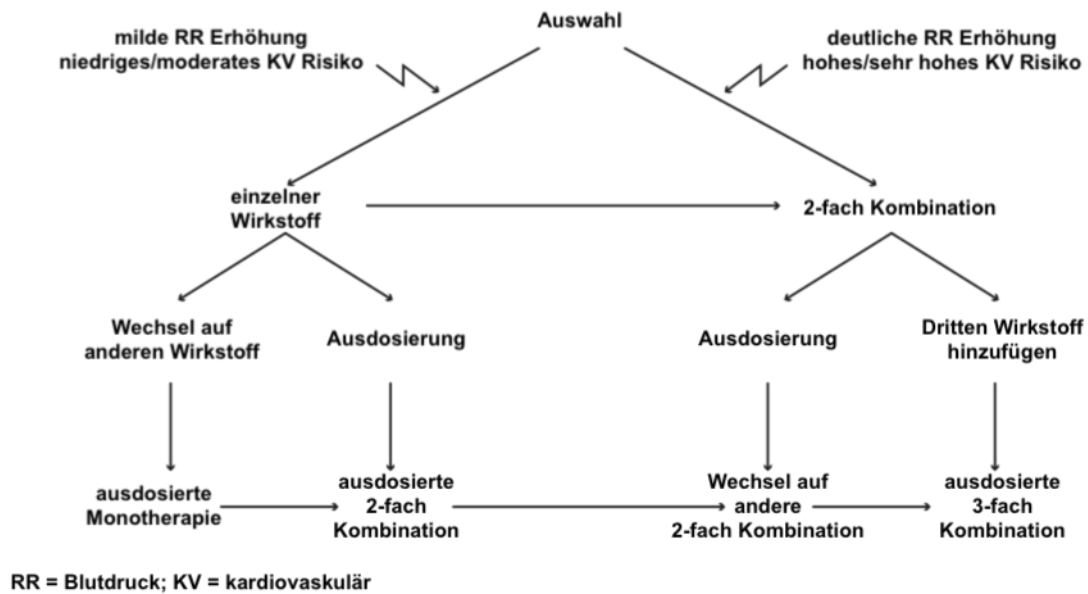 Auswahl
milde RR Erhöhung
niedriges/moderates KV Risiko
deutliche RR Erhöhung
hohes/sehr hohes KV Risiko
einzelner
Wirkstoff
2-fach Kombination
Wechsel auf
anderen Wirkstoff
Ausdosierung
Ausdosierung
Dritten Wirkstoff
hinzufügen
ausdosierte
Monotherapie
ausdosierte
2-fach
Kombination
Wechsel auf
andere
2-fach Kombination
ausdosierte
3-fach
Kombination
RR = Blutdruck; KV = kardiovaskulär